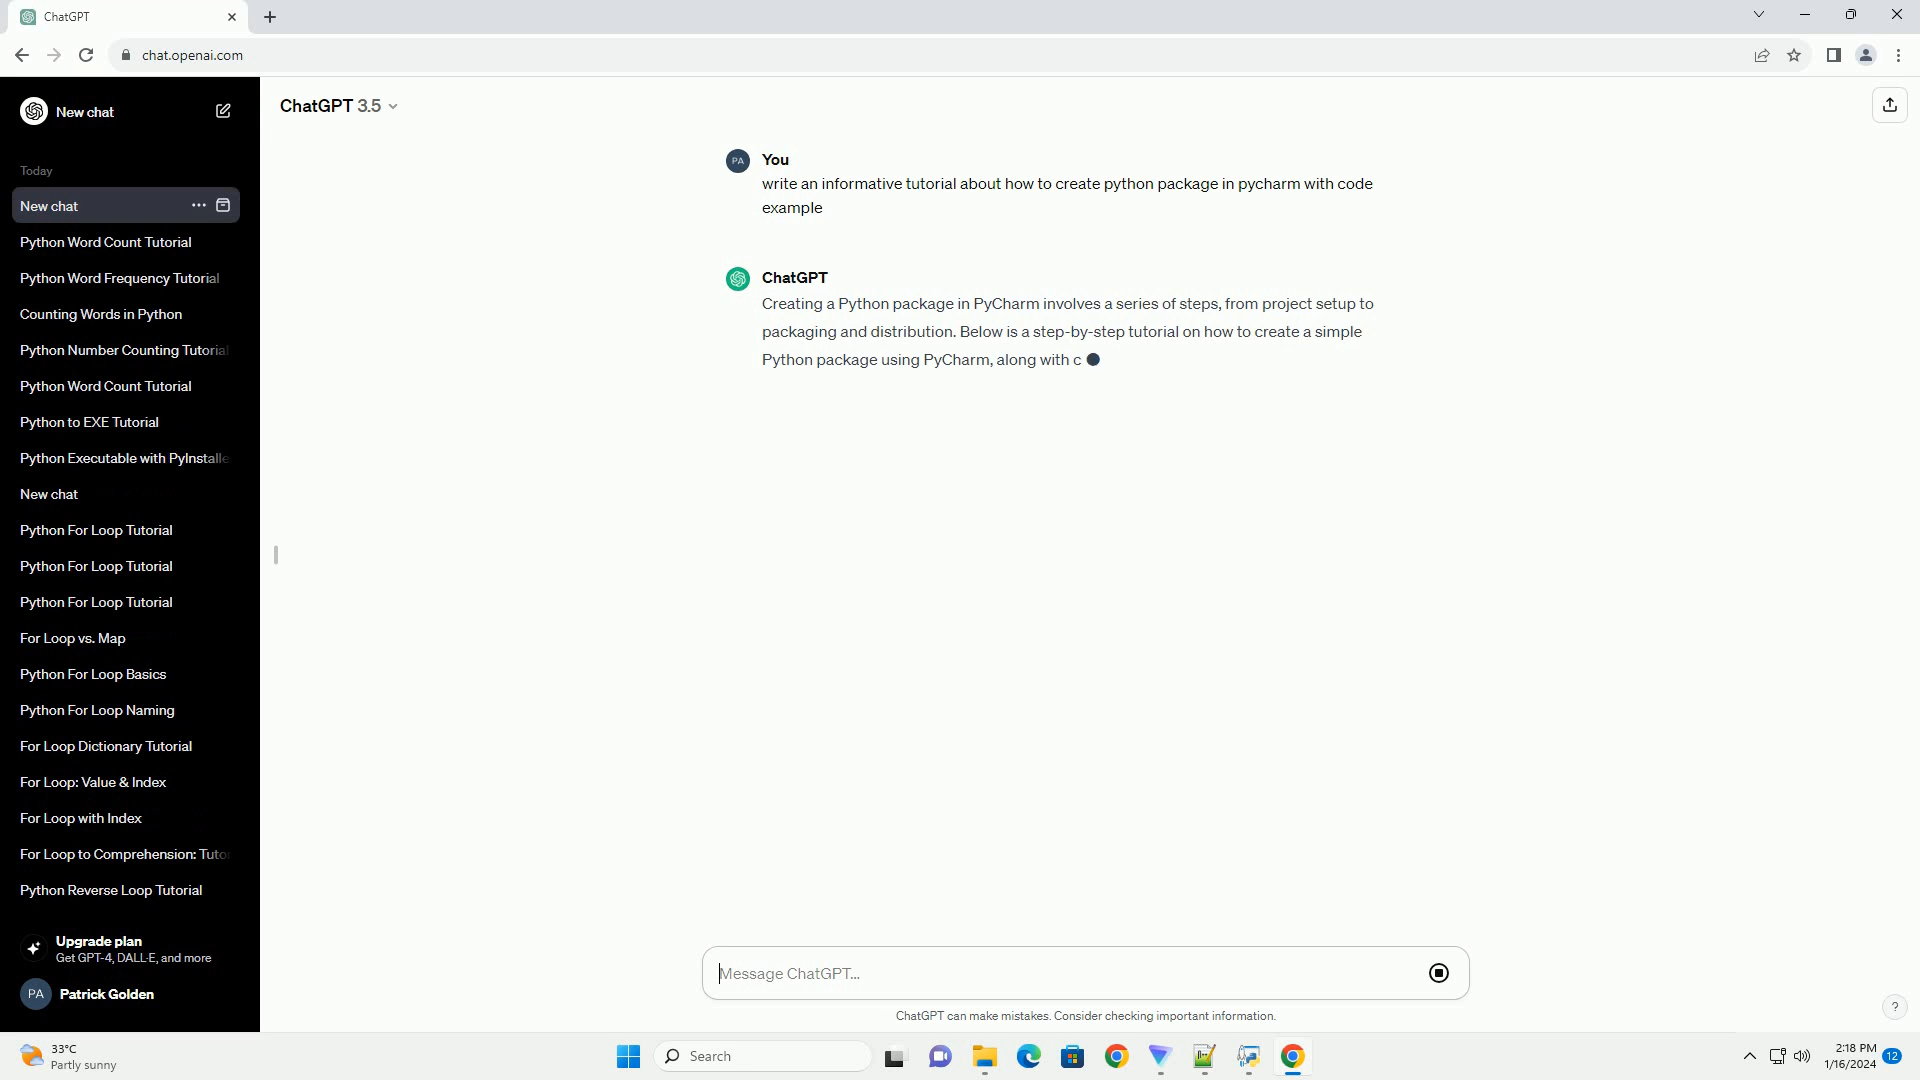 ChatGPT
chat.openai.com
New chat
Today
New chat
Python Word Count Tutorial
Python Word Frequency Tutorial
Counting Words in Python
Python Number Counting Tutorial
Python Word Count Tutorial
Python to EXE Tutorial
Python Executable with PyInstalle
New chat
Python For Loop Tutorial
Python For Loop Tutorial
Python For Loop Tutorial
For Loop vs. Map
Python For Loop Basics
Python For Loop Naming
For Loop Dictionary Tutorial
For Loop: Value & Index
For Loop with Index
For Loop to Comprehension: Tuto
Python Reverse Loop Tutorial
Upgrade plan
Get GPT-4, DALL·E, and more
PA Patrick Golden
ChatGPT 3.5
PA You
write an informative tutorial about how to create python package in pycharm with code
example
ChatGPT
Creating a Python package in PyCharm involves a series of steps, from project setup to
packaging and distribution. Below is a step-by-step tutorial on how to create a simple
Python package using PyCharm, along with c
Message ChatGPT...
ChatGPT can make mistakes. Consider checking important information.
?
33°C
Partly sunny
Search
2:18 PM
1/16/2024
12